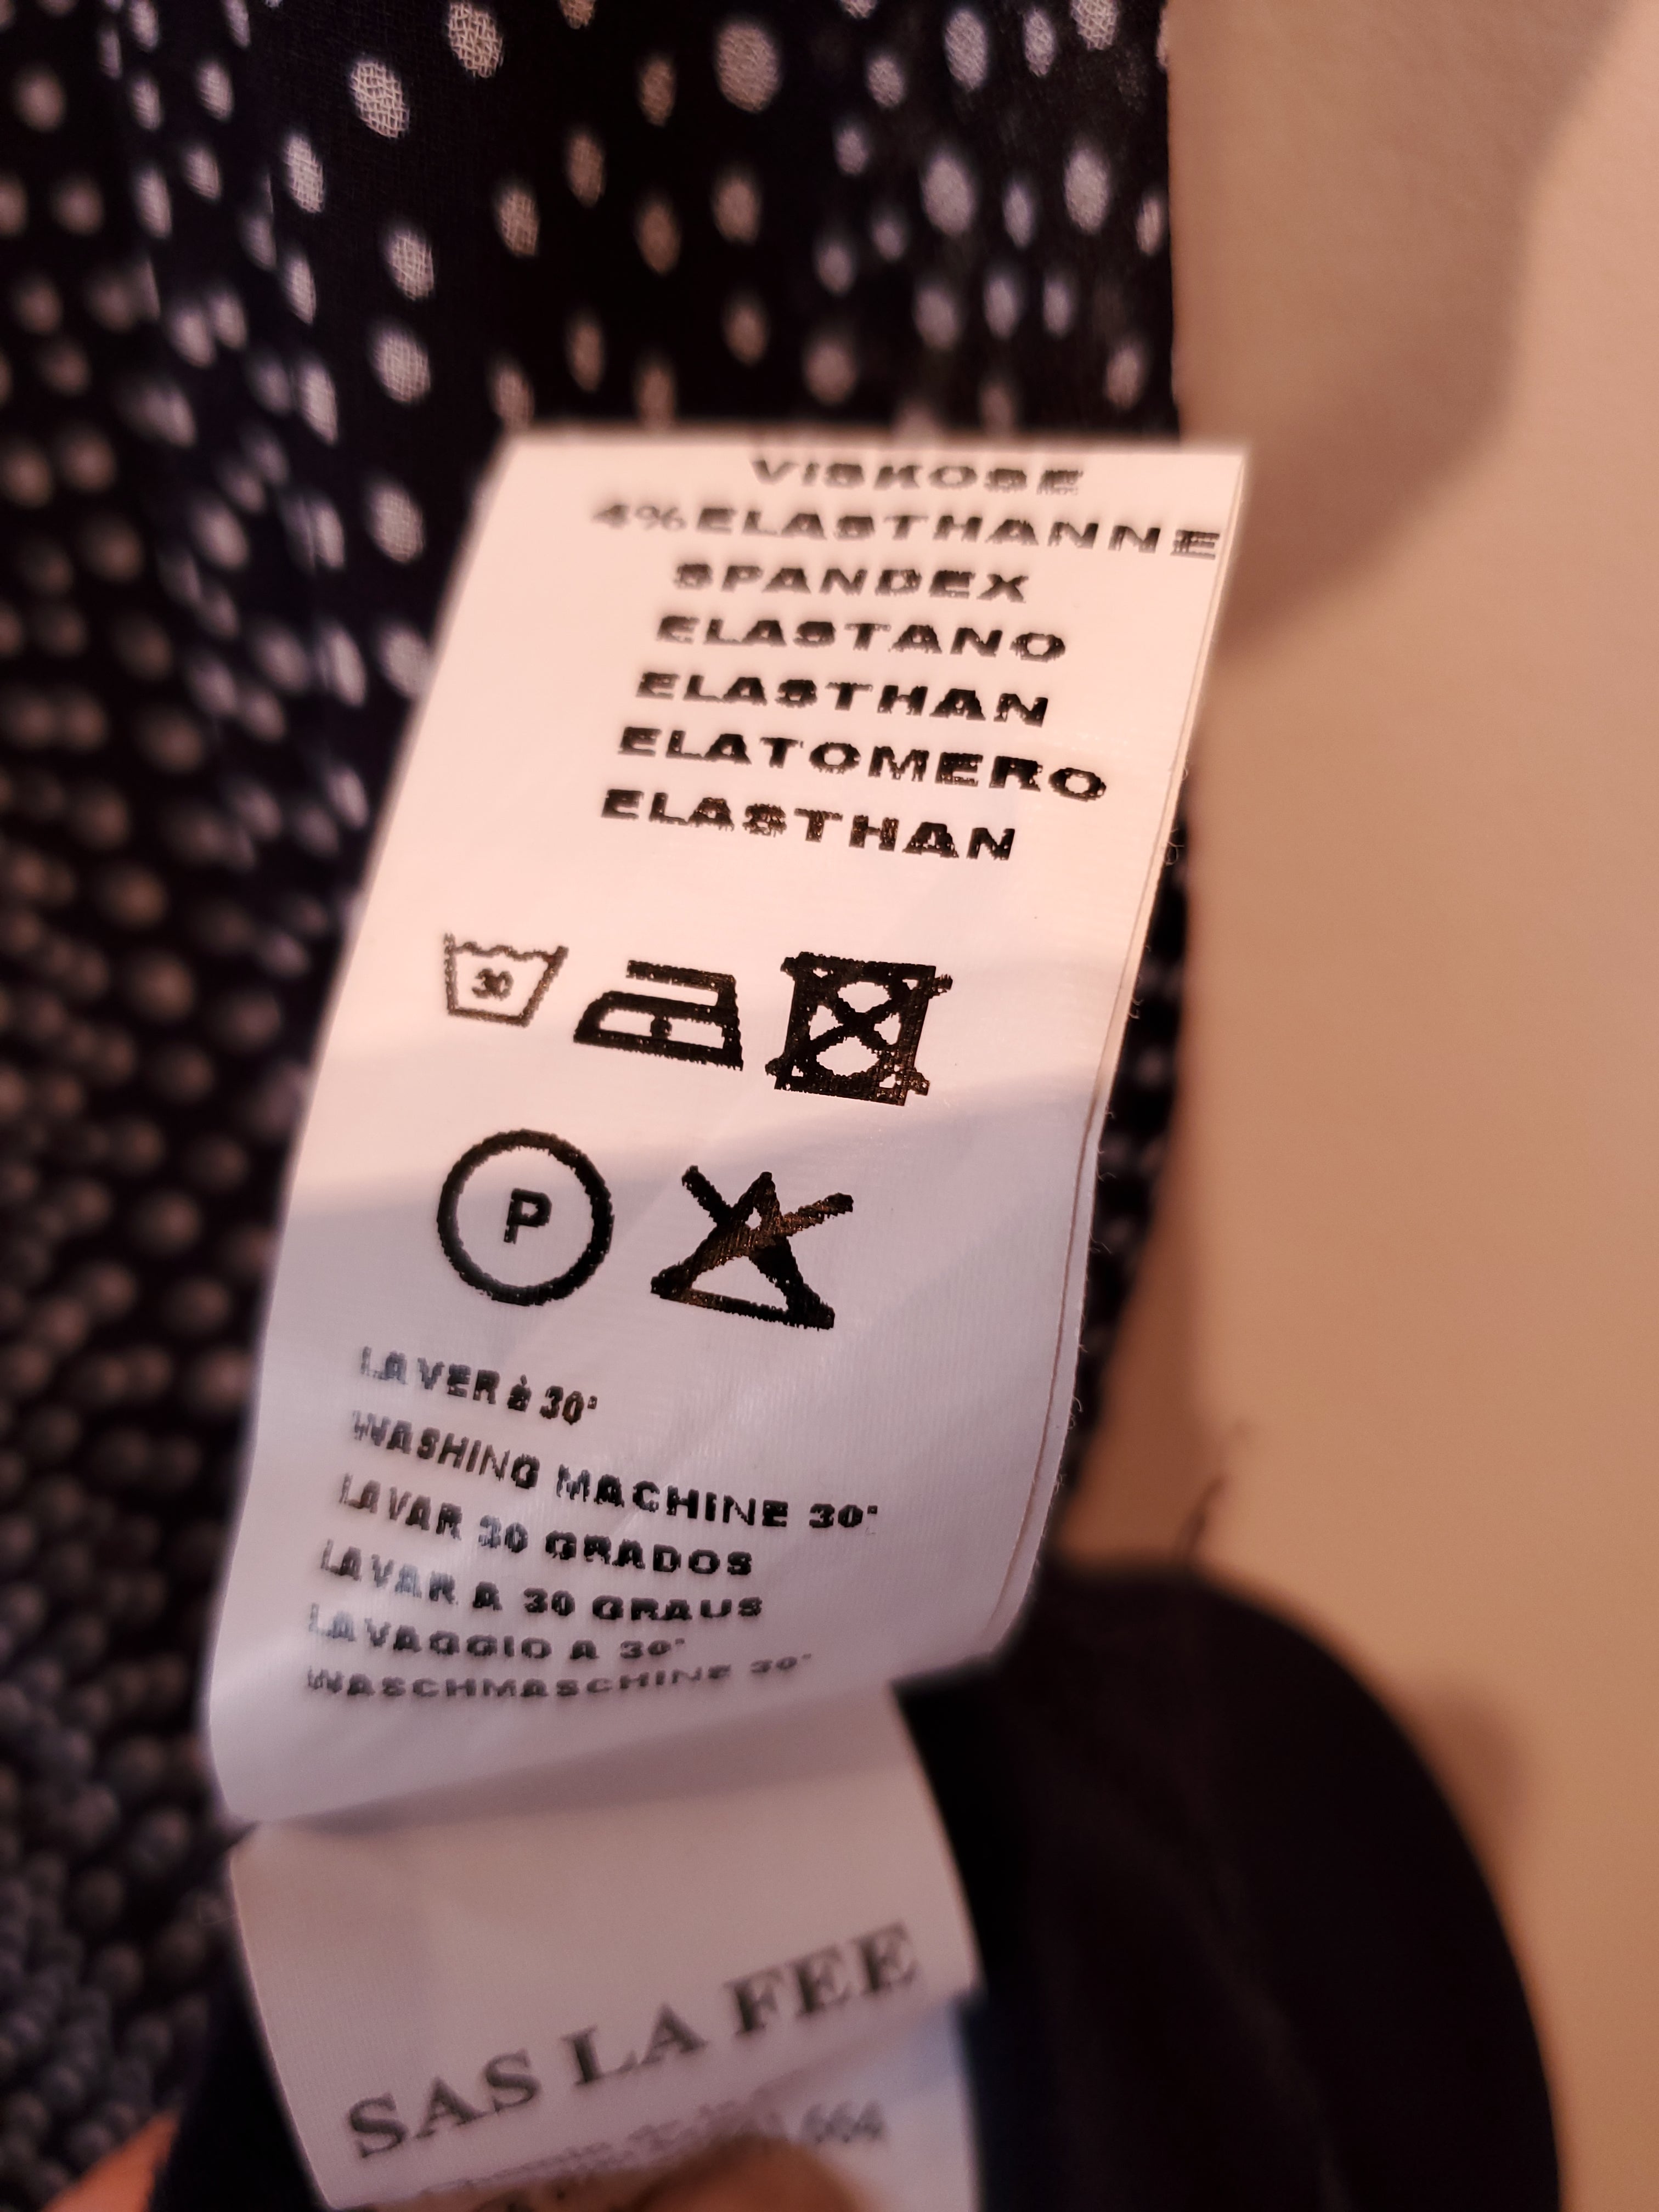 VISKOSE
4% ELASTHANNE
SPANDEX
ELASTANO
ELASTHAN
ELATOMERO
ELASTHAN
30
P
LAVER à 30°
WASHING MACHINE 30°
LAVAR 30 GRADOS
LAVAR A 30 GRAUS
LAVAGGIO A 30°
WASCHMASCHINE 30°
SAS LA FEE
664